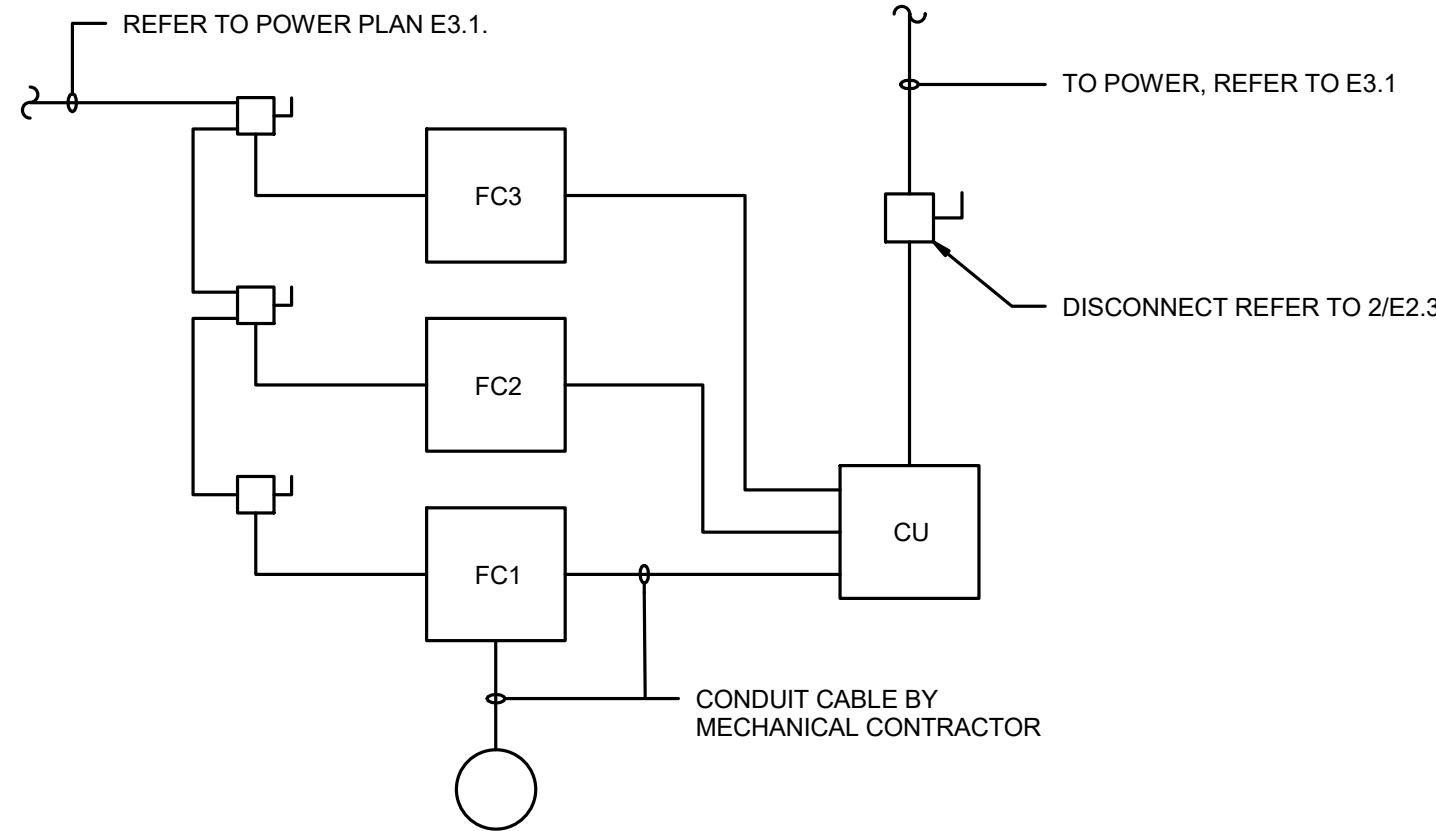 REFER TO POWER PLAN E3.1.
TO POWER, REFER TO E3.1
FC3
DISCONNECT REFER TO 2/E2.3
FC2
CU
FC1
CONDUIT CABLE BY
MECHANICAL CONTRACTOR